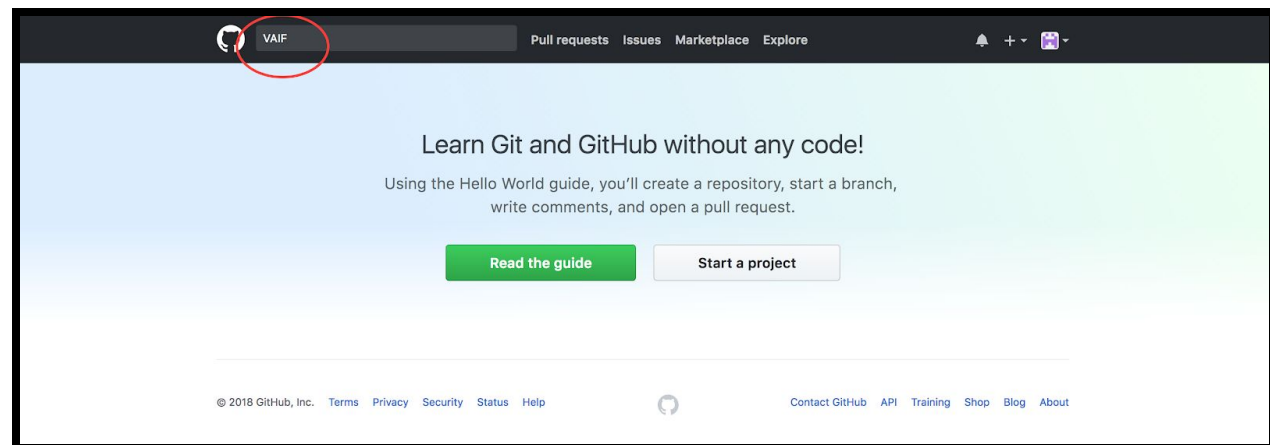 VAIF Pull requests Issues Marketplace Explore
Learn Git and GitHub without any code!
Using the Hello World guide, you’ll create a repository, start a branch,
write comments, and open a pull request.
Read the guide Start a project
© 2018 GitHub, Inc. Terms Privacy Security Status Help Contact GitHub API Training Shop Blog About